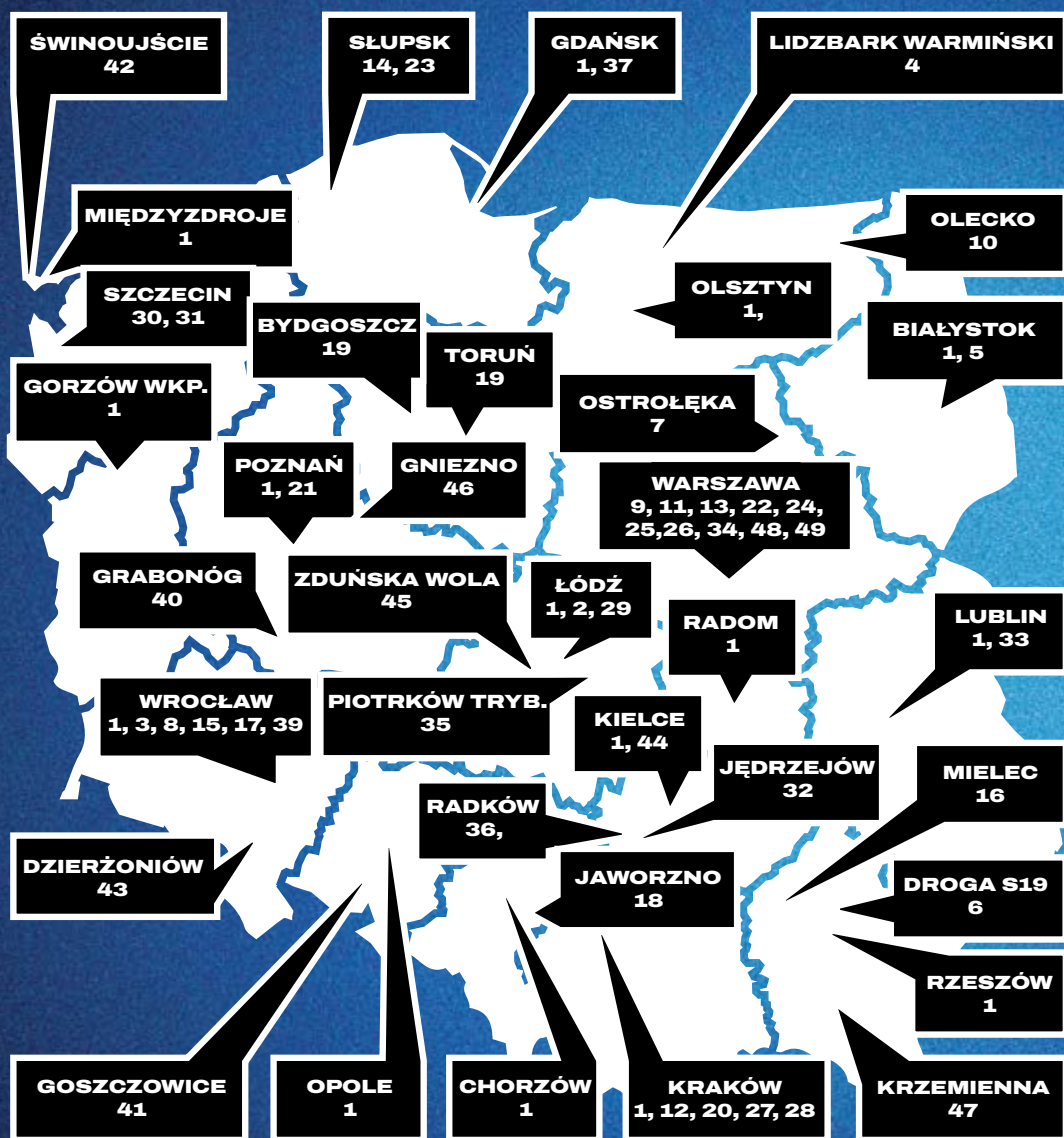 ŚWINOUJŚCIE
42
SŁUPSK
14, 23
GDAŃSK
1, 37
LIDZBARK WARMIŃSKI
4
MIĘDZYZDROJE
1
OLECKO
10
SZCZECIN
30, 31
OLSZTYN
1,
BYDGOSZCZ
19
TORUŃ
19
BIAŁYSTOK
1, 5
GORZÓW WKP.
1
OSTROŁĘKA
7
POZNAŃ
1, 21
GNIEZNO
46
WARSZAWA
9, 11, 13, 22, 24,
25,26, 34, 48, 49
GRABONÓG
40
ZDUŃSKA WOLA
45
ŁÓDŹ
1, 2, 29
RADOM
1
LUBLIN
1, 33
WROCŁAW
1, 3, 8, 15, 17, 39
PIOTRKÓW TRYB.
35
KIELCE
1, 44
JĘDRZEJÓW
32
MIELEC
16
RADKÓW
36,
DZIERŻONIÓW
43
JAWORZNO
18
DROGA S19
6
RZESZÓW
1
GOSZCZOWICE
41
OPOLE
1
CHORZÓW
1
KRAKÓW
1, 12, 20, 27, 28
KRZEMIENNA
47